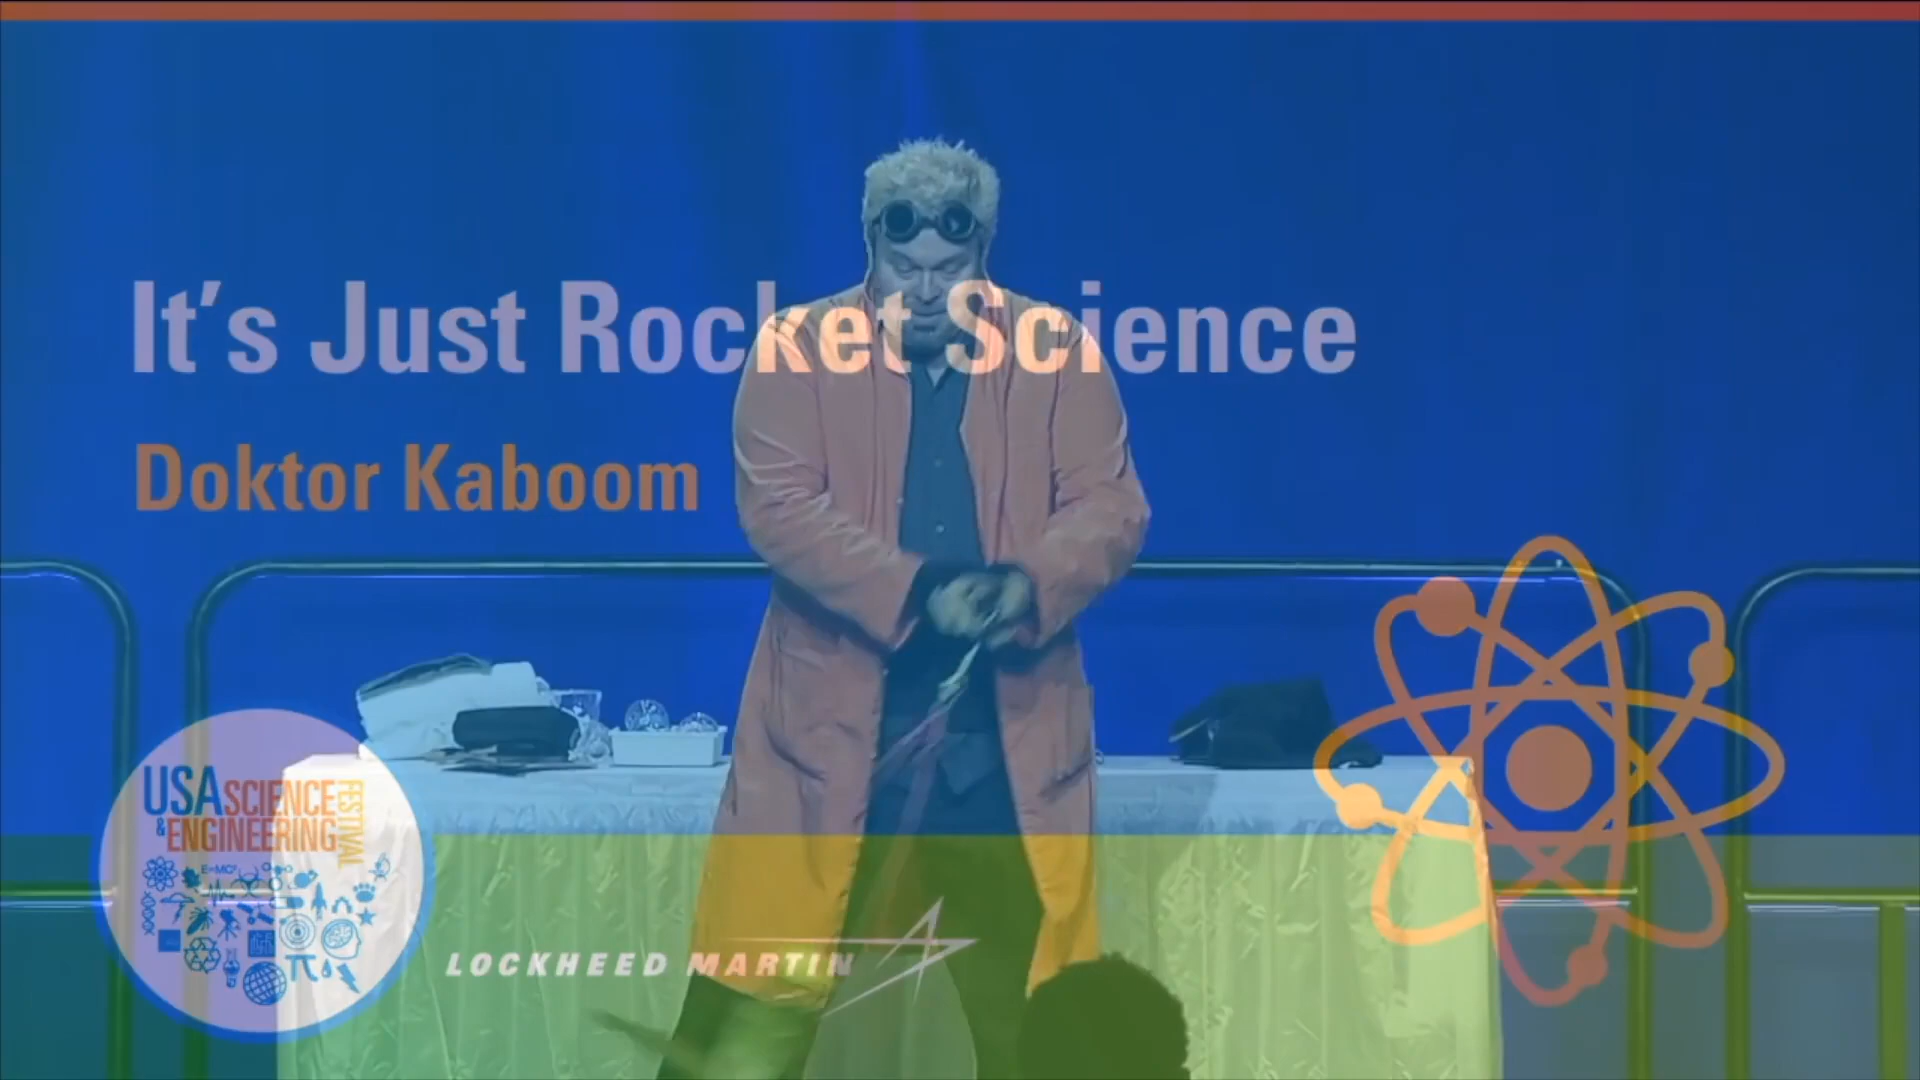 It's Just Rocket Science
Doktor Kaboom
USA SCIENCE
& ENGINEERING
FESTIVAL
E=MC²
LOCKHEED MARTIN